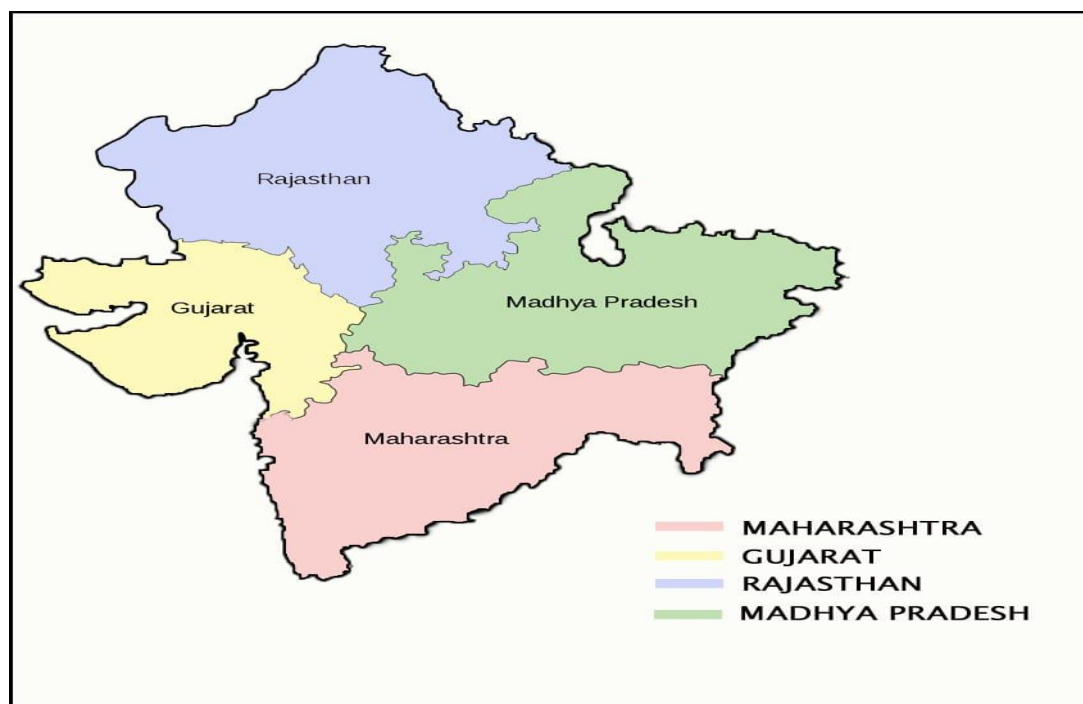 Rajasthan
Madhya Pradesh
Gujarat
Maharashtra
MAHARASHTRA
GUJARAT
RAJASTHAN
MADHYA PRADESH